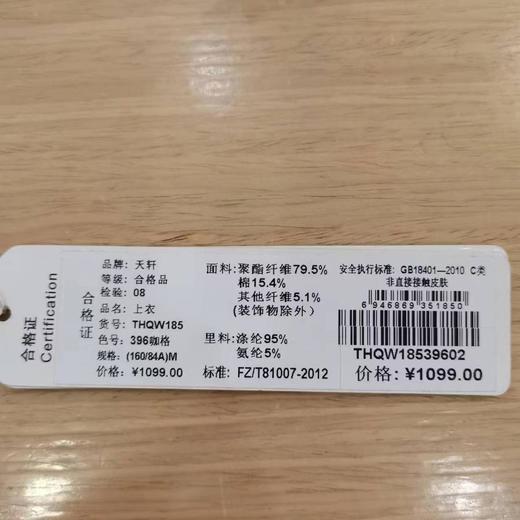 合格证
Certification
合格证
品牌: 天轩
等级: 合格品
检验: 08
品名: 上衣
货号: THQW185
色号: 396咖格
规格: (160/84A)M
价格: ¥1099.00
面料: 聚酯纤维79.5%
棉15.4%
其他纤维5.1%
(装饰物除外)
里料: 涤纶95%
氨纶5%
标准: FZ/T81007-2012
安全执行标准: GB18401—2010 C类
非直接接触皮肤
6946869351850
THQW18539602
价格: ¥1099.00